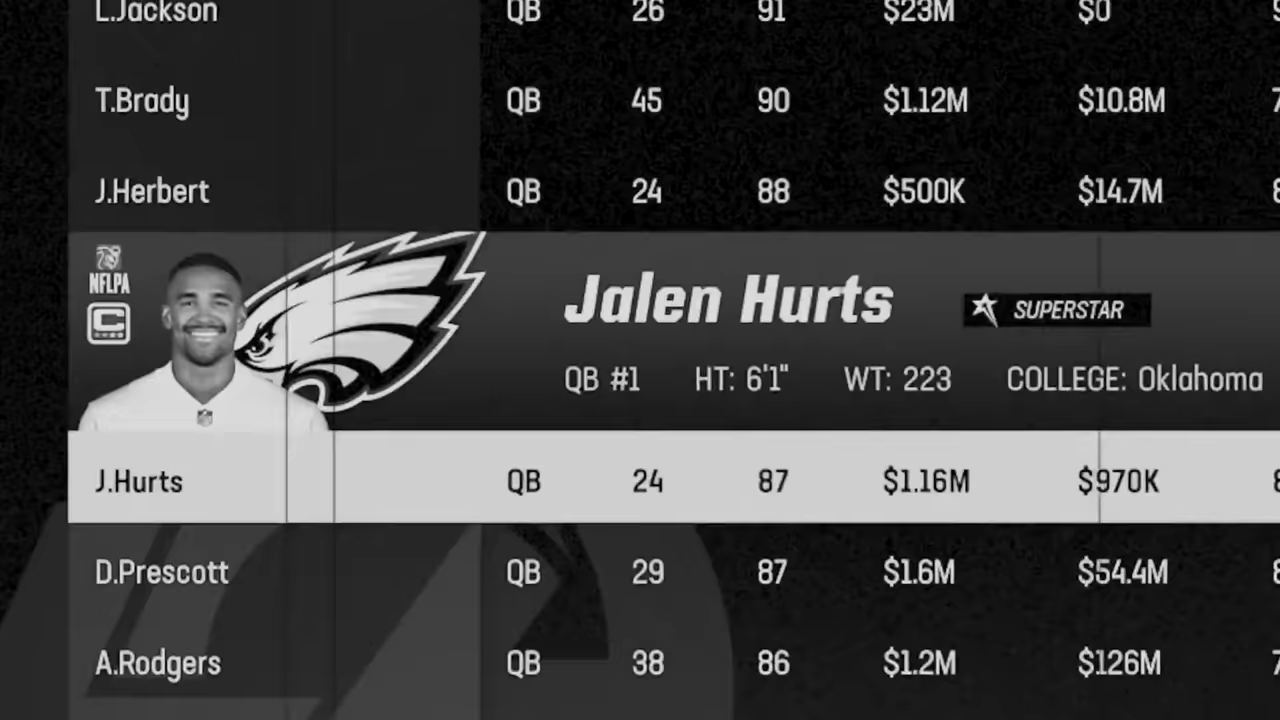 L.Jackson QB 26 91 $23M $0
T.Brady QB 45 90 $1.12M $10.8M
J.Herbert QB 24 88 $500K $14.7M
NFLPA
C
Jalen Hurts SUPERSTAR
QB #1 HT: 6'1" WT: 223 COLLEGE: Oklahoma
J.Hurts QB 24 87 $1.16M $970K
D.Prescott QB 29 87 $1.6M $54.4M
A.Rodgers QB 38 86 $1.2M $126M